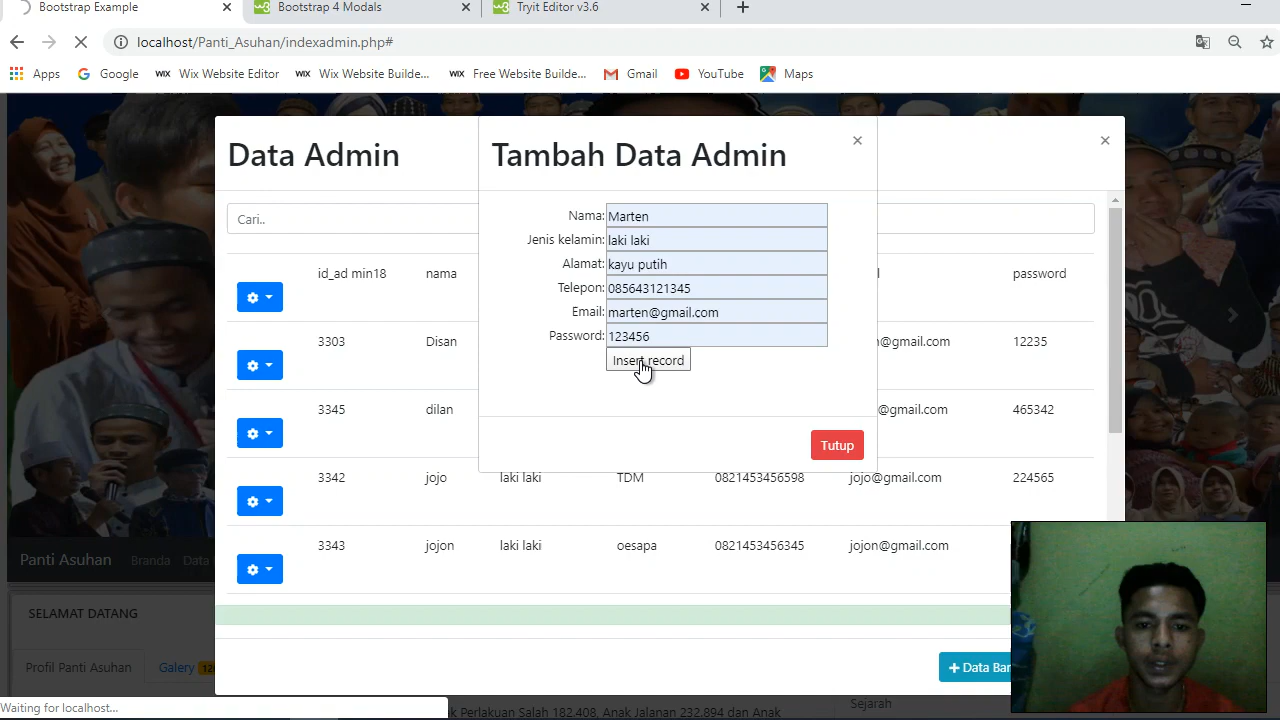 Bootstrap Example
Bootstrap 4 Modals
Tryit Editor v3.6
localhost/Panti_Asuhan/indexadmin.php#
Apps
Google
WIX Wix Website Editor
WIX Wix Website Builde...
WIX Free Website Builde...
Gmail
YouTube
Maps
Data Admin
×
Tambah Data Admin
×
Cari..
Nama: Marten
Jenis kelamin: laki laki
Alamat: kayu putih
Telepon: 085643121345
Email: marten@gmail.com
Password: 123456
Insert record
Tutup
id_ad min18 nama password
3303 Disan n@gmail.com 12235
3345 dilan @gmail.com 465342
3342 jojo laki laki TDM 0821453456598 jojo@gmail.com 224565
3343 jojon laki laki oesapa 0821453456345 jojon@gmail.com
+ Data Bar
Panti Asuhan Branda Data
SELAMAT DATANG
Profil Panti Asuhan Galery
Waiting for localhost...
k Perlakuan Salah 182.408, Anak Jalanan 232.894 dan Anak
Sejarah